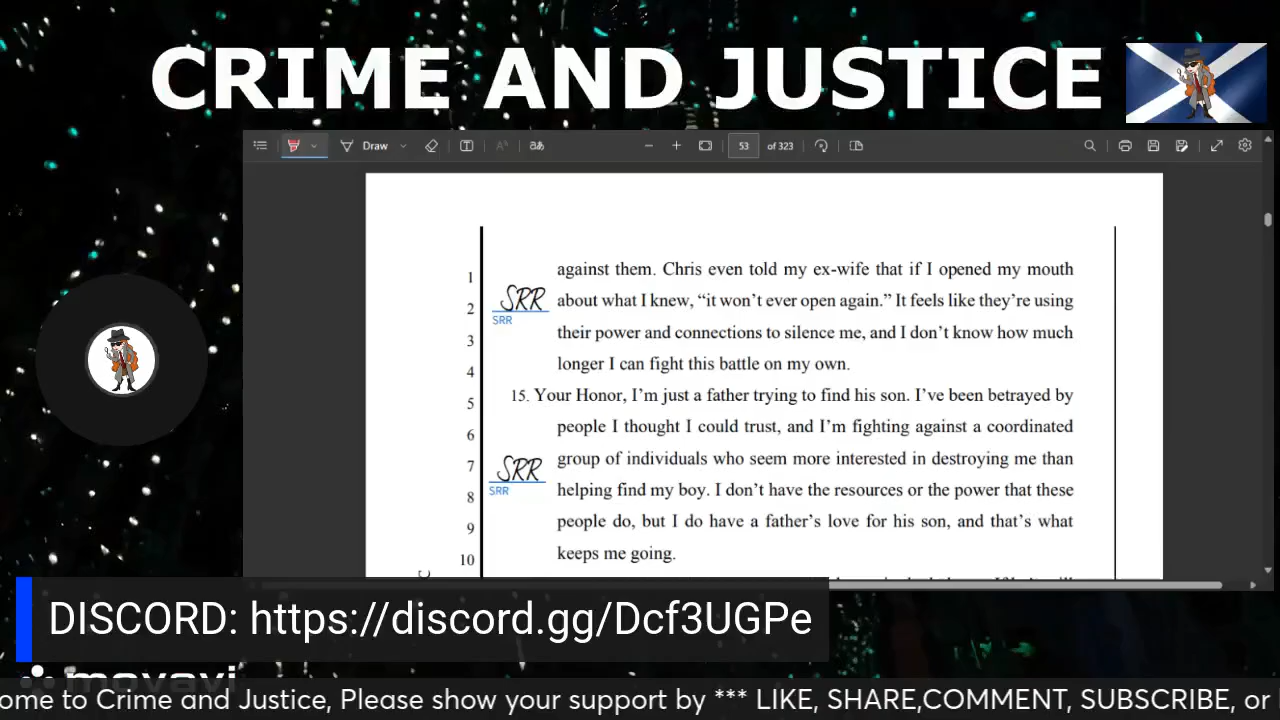 CRIME AND JUSTICE
Draw
53 of 323
1
against them. Chris even told my ex-wife that if I opened my mouth
2
SRR
SRR
about what I knew, “it won’t ever open again.” It feels like they’re using
3
their power and connections to silence me, and I don’t know how much
4
longer I can fight this battle on my own.
5
15. Your Honor, I’m just a father trying to find his son. I’ve been betrayed by
6
people I thought I could trust, and I’m fighting against a coordinated
7
SRR
SRR
group of individuals who seem more interested in destroying me than
8
helping find my boy. I don’t have the resources or the power that these
9
people do, but I do have a father’s love for his son, and that’s what
10
keeps me going.
DISCORD: https://discord.gg/Dcf3UGPe
movavi
ome to Crime and Justice, Please show your support by *** LIKE, SHARE,COMMENT, SUBSCRIBE, or